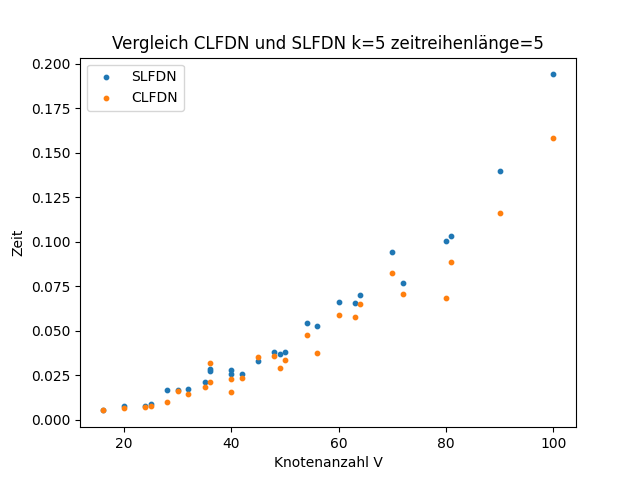 Vergleich CLFDN und SLFDN k=5 zeitreihenlänge=5
0.200
0.175
0.150
0.125
0.100
0.075
0.050
0.025
0.000
Zeit
SLFDN
CLFDN
20 40 60 80 100
Knotenanzahl V